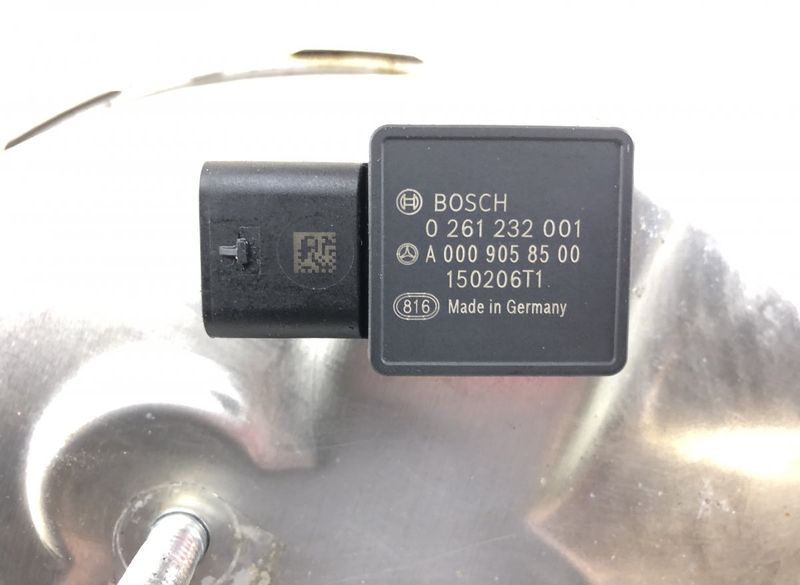 BOSCH
0 261 232 001
A 000 905 85 00
150206T1
816 Made in Germany